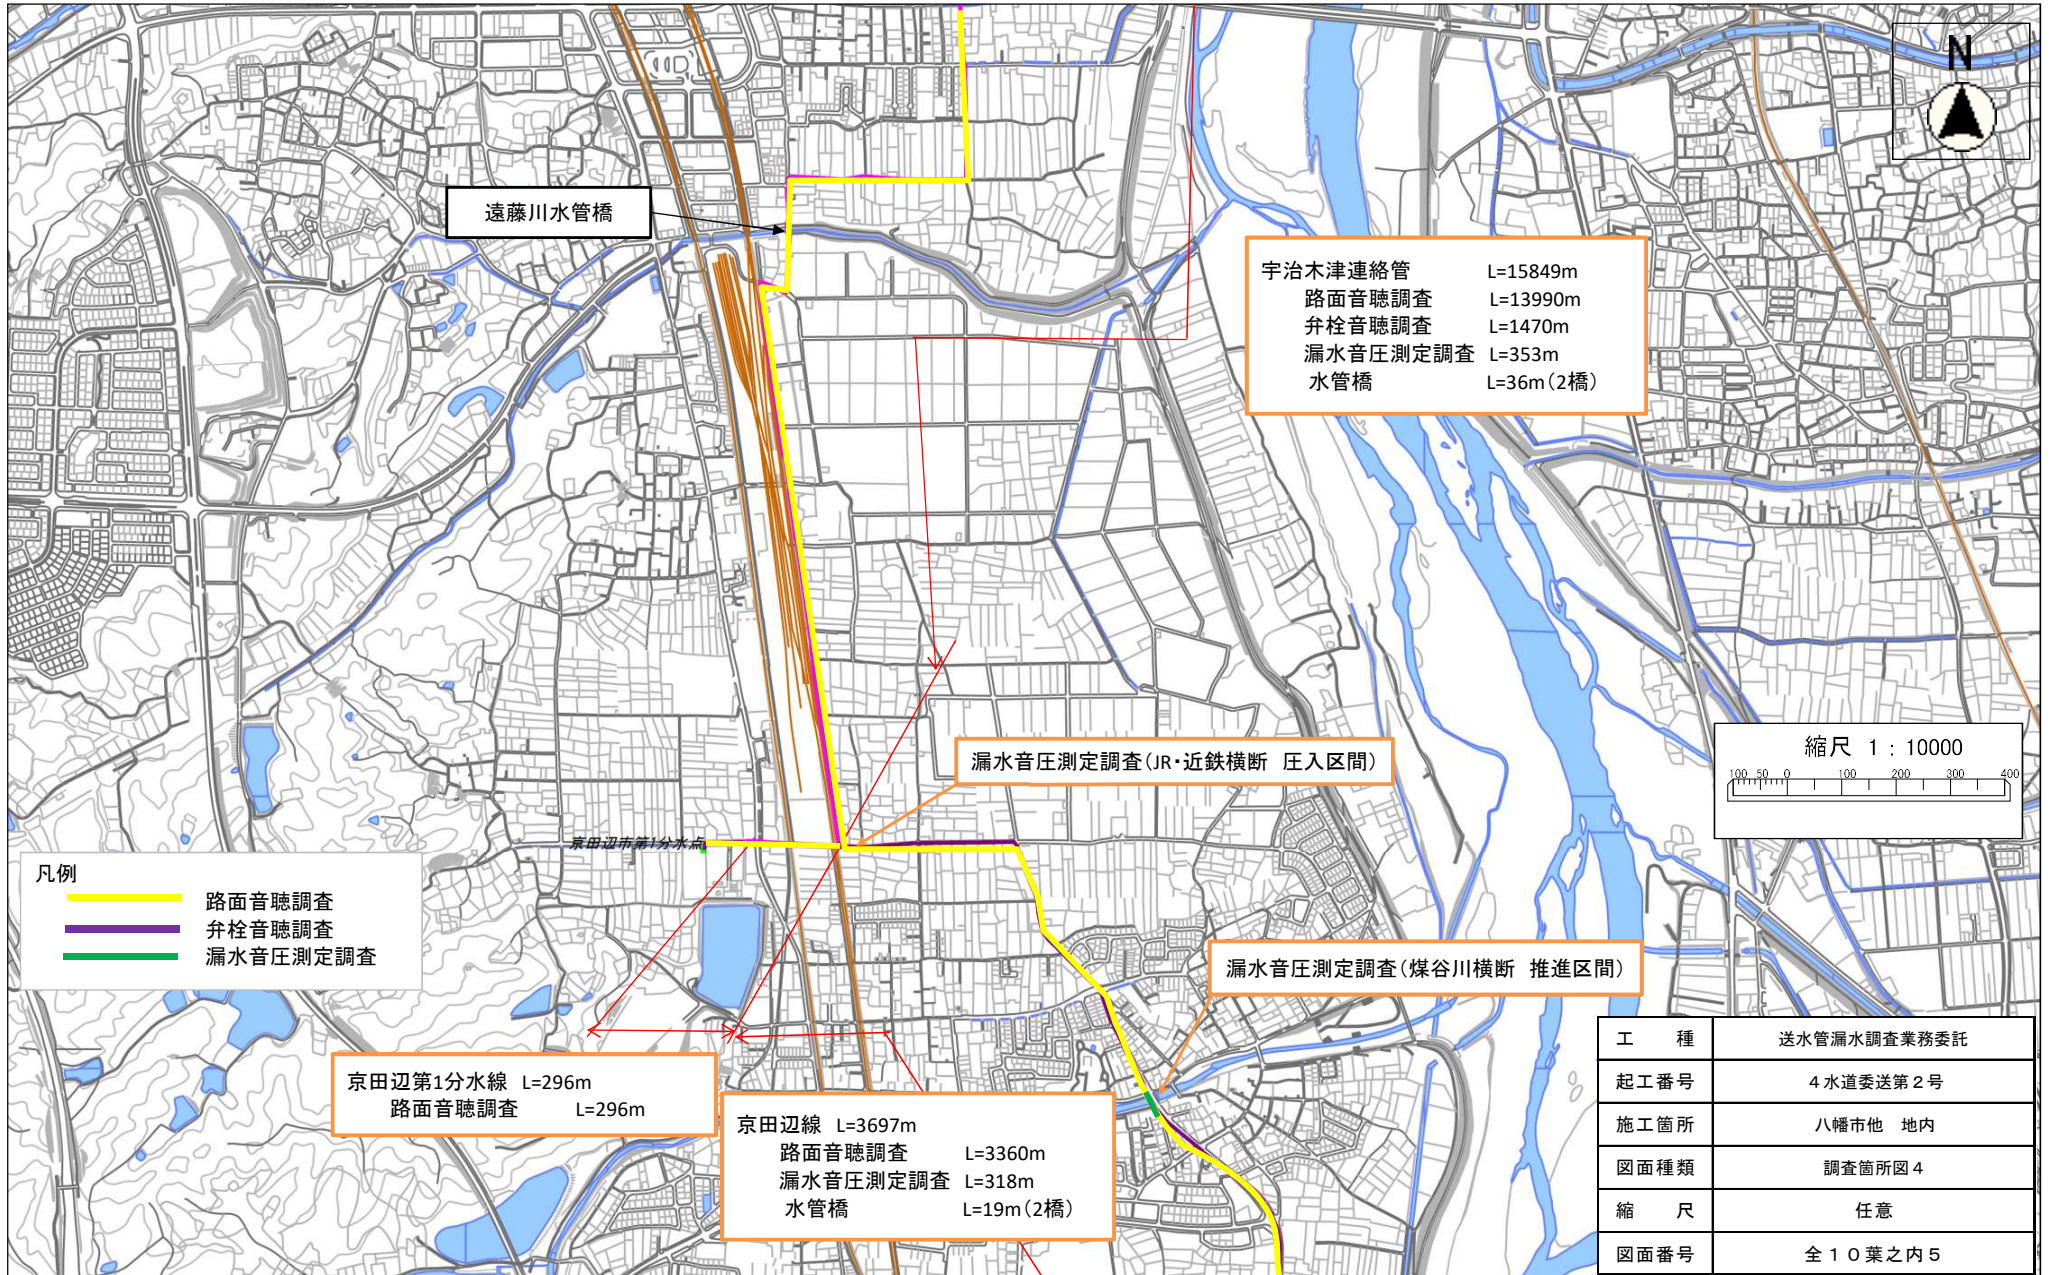 N
遠藤川水管橋
宇治木津連絡管 L=15849m
路面音聴調査 L=13990m
弁栓音聴調査 L=1470m
漏水音圧測定調査 L=353m
水管橋 L=36m(2橋)
縮尺 1：10000
100 50 0 100 200 300 400
漏水音圧測定調査(JR・近鉄横断 圧入区間)
京田辺市第1分水点
凡例
路面音聴調査
弁栓音聴調査
漏水音圧測定調査
漏水音圧測定調査(煤谷川横断 推進区間)
京田辺第1分水線 L=296m
路面音聴調査 L=296m
京田辺線 L=3697m
路面音聴調査 L=3360m
漏水音圧測定調査 L=318m
水管橋 L=19m(2橋)
工種 送水管漏水調査業務委託
起工番号 ４水道委送第２号
施工箇所 八幡市他 地内
図面種類 調査箇所図４
縮尺 任意
図面番号 全１０葉之内５